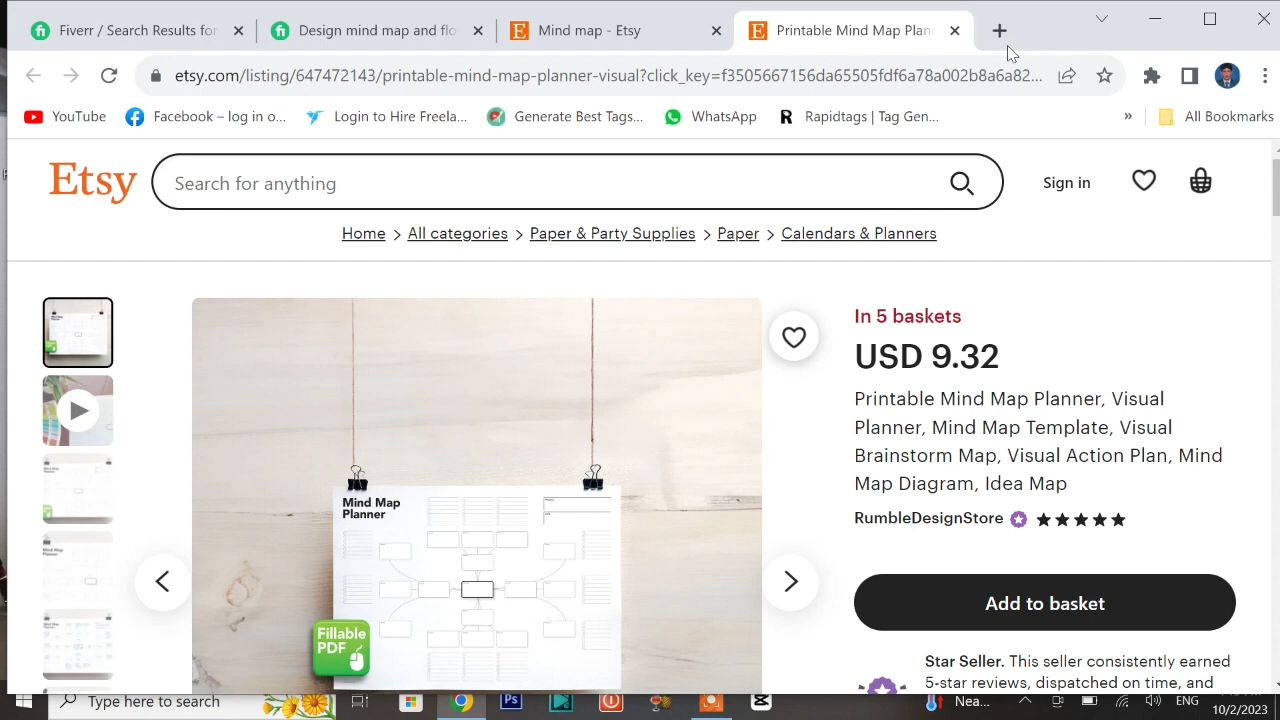 Fiverr / Search Results for
Design mind map and flo
Mind map - Etsy
Printable Mind Map Plan
etsy.com/listing/647472143/printable-mind-map-planner-visual?click_key=f3505667156da65505fdf6a78a002b8a6a82...
YouTube
Facebook – log in o...
Login to Hire Freela...
Generate Best Tags...
WhatsApp
Rapidtags | Tag Gen...
»
All Bookmarks
Etsy
Search for anything
Sign in
Home > All categories > Paper & Party Supplies > Paper > Calendars & Planners
In 5 baskets
USD 9.32
Printable Mind Map Planner, Visual
Planner, Mind Map Template, Visual
Brainstorm Map, Visual Action Plan, Mind
Map Diagram, Idea Map
RumbleDesignStore
Mind Map
Planner
Fillable
PDF
Add to basket
Star Seller. This seller consistently earned
5-star reviews, dispatched on time, and
Type here to search
Ps
Nea...
ENG
10/2/2023